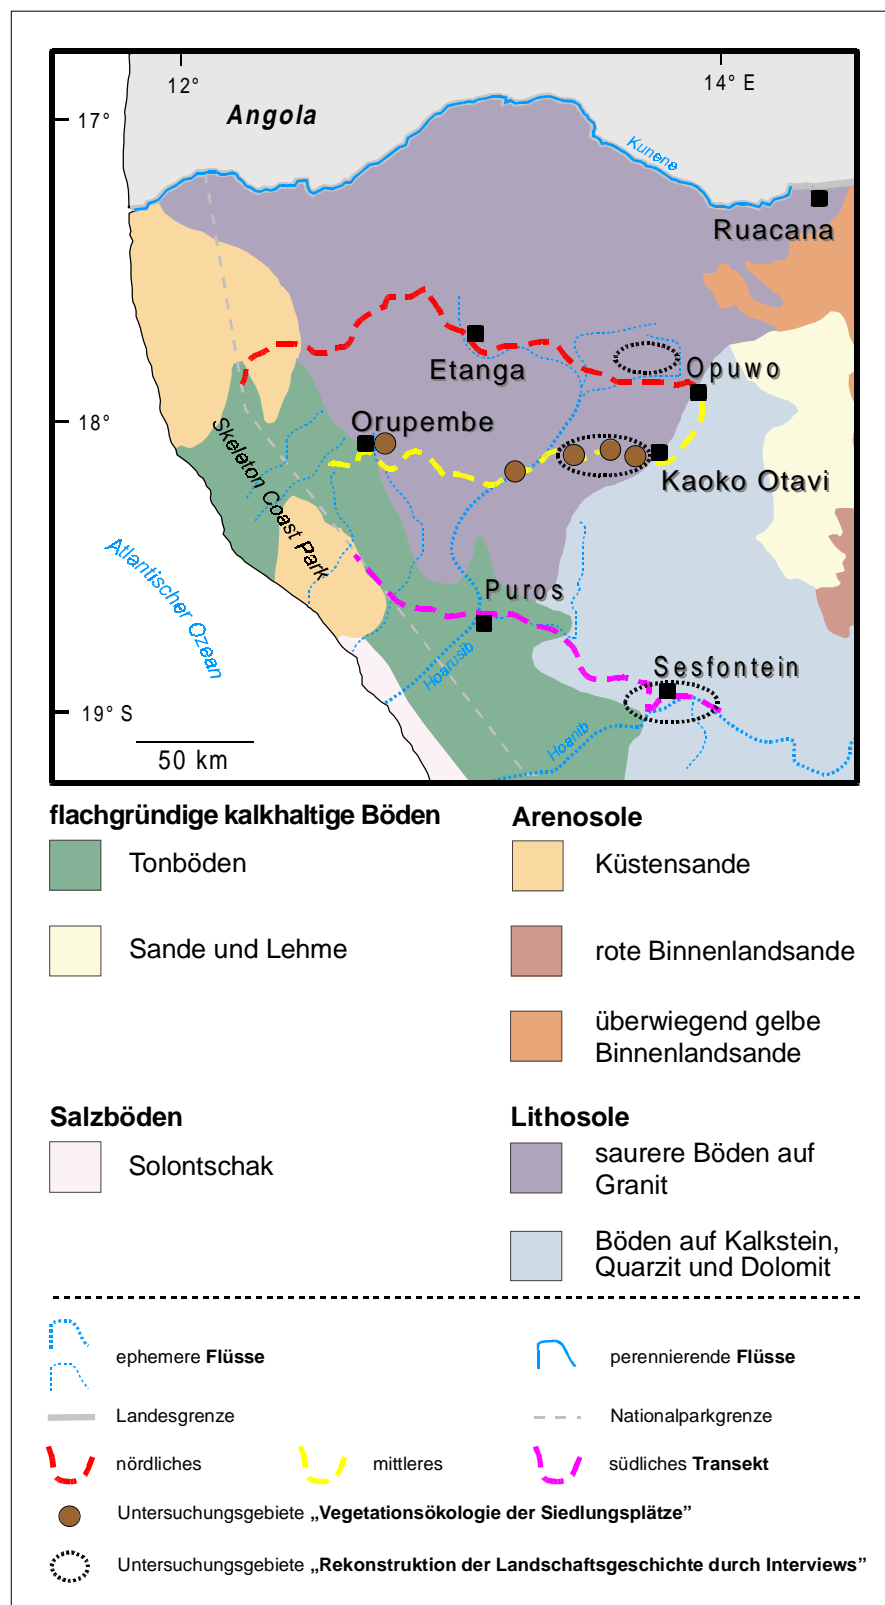 12°
14° E
17°
Angola
Kunene
Ruacana
Etanga
Opuwo
18°
Orupembe
Kaoko Otavi
Skeleton Coast Park
Atlantischer Ozean
Puros
Hoarusib
Sesfontein
19° S
Hoanib
50 km
flachgründige kalkhaltige Böden
Tonböden
Sande und Lehme
Arenosole
Küstensande
rote Binnenlandsande
überwiegend gelbe
Binnenlandsande
Salzböden
Solontschak
Lithosole
saurere Böden auf
Granit
Böden auf Kalkstein,
Quarzit und Dolomit
ephemere Flüsse
perennierende Flüsse
Landesgrenze
Nationalparkgrenze
nördliches
mittleres
südliches Transekt
Untersuchungsgebiete „Vegetationsökologie der Siedlungsplätze”
Untersuchungsgebiete „Rekonstruktion der Landschaftsgeschichte durch Interviews”